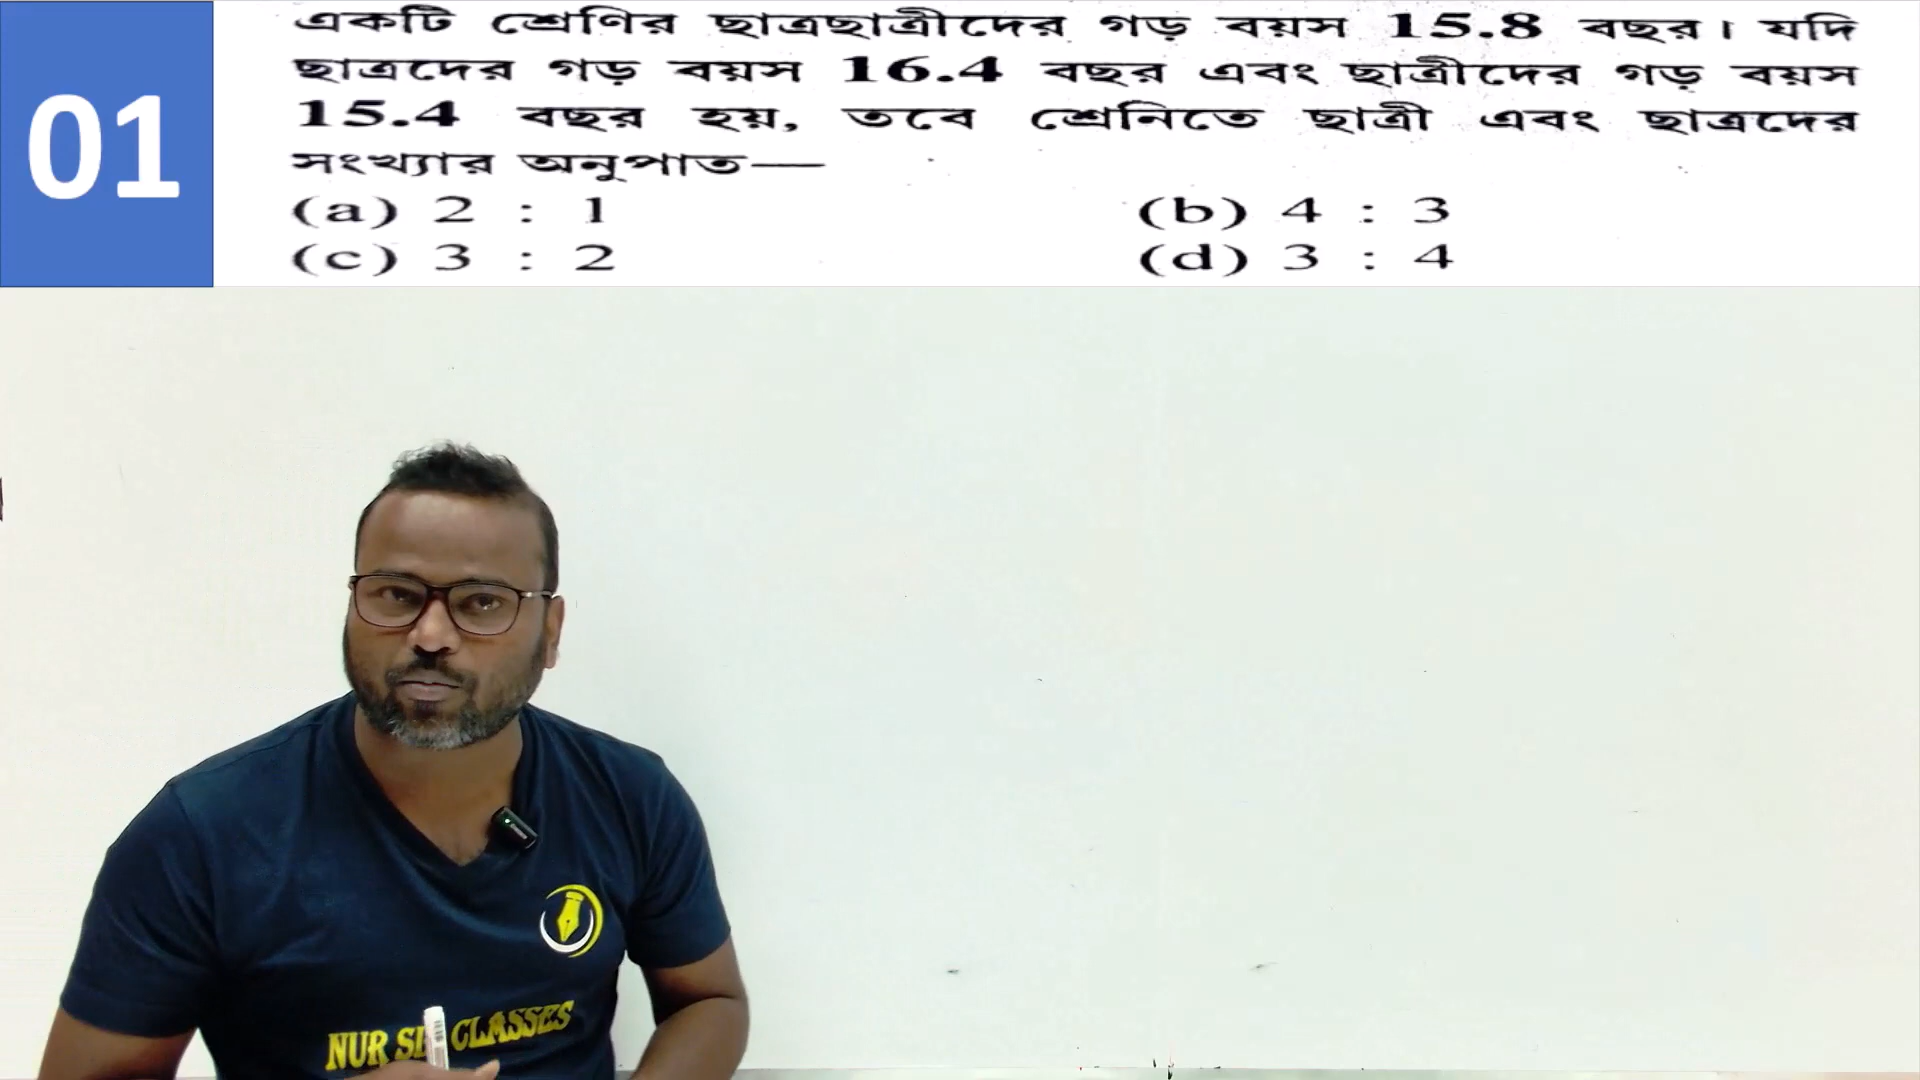 01
একটি শ্রেণির ছাত্রছাত্রীদের গড় বয়স 15.8 বছর। যদি
ছাত্রদের গড় বয়স 16.4 বছর এবং ছাত্রীদের গড় বয়স
15.4 বছর হয়, তবে শ্রেনিতে ছাত্রী এবং ছাত্রদের
সংখ্যার অনুপাত—
(a) 2 : 1 (b) 4 : 3
(c) 3 : 2 (d) 3 : 4
NUR CLASSES